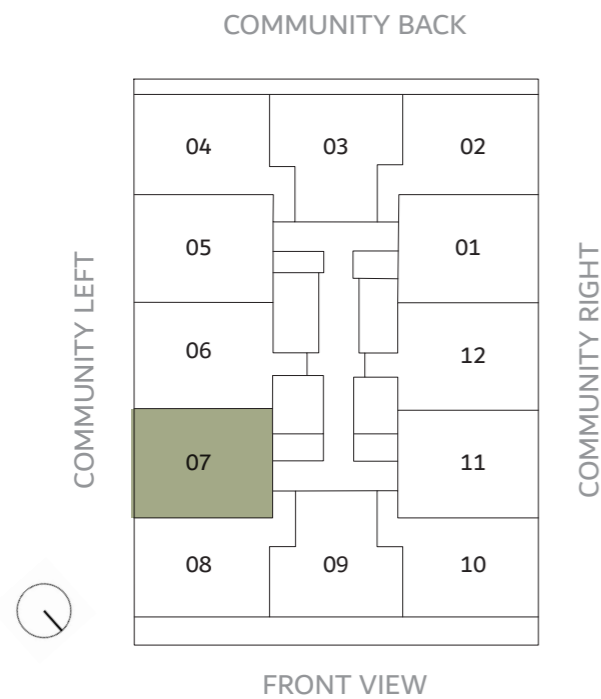 COMMUNITY BACK
04 03 02
05 01
COMMUNITY LEFT
COMMUNITY RIGHT
06 12
07 11
08 09 10
FRONT VIEW